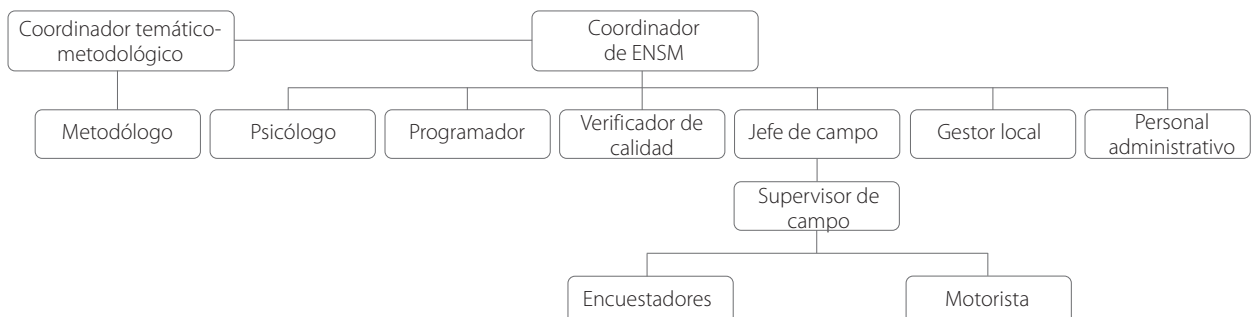 Coordinador temático-
metodológico
Coordinador
de ENSM
Metodólogo
Psicólogo
Programador
Verificador de
calidad
Jefe de campo
Gestor local
Personal
administrativo
Supervisor de
campo
Encuestadores
Motorista